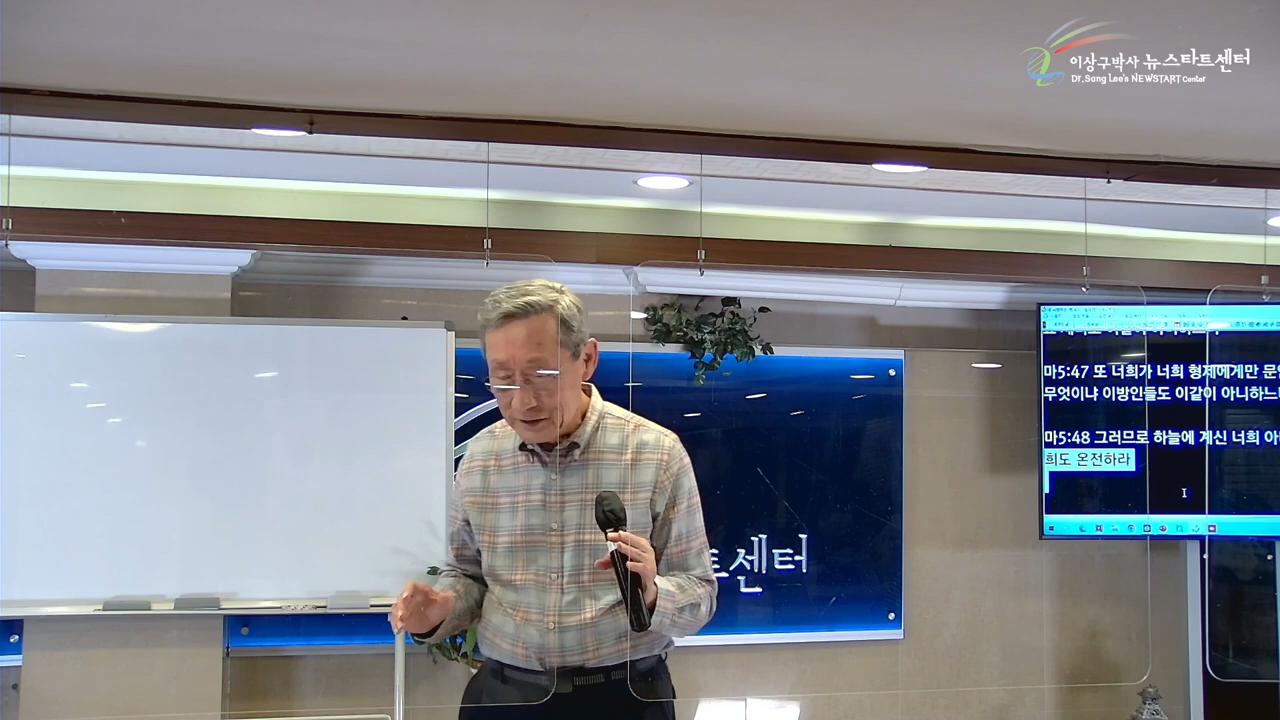 이상구박사 뉴스타트센터
Dr. Sang Lee's NEWSTART Center
마5:47 또 너희가 너희 형제에게만 문
무엇이냐 이방인들도 이같이 아니하느
마5:48 그러므로 하늘에 계신 너희 아
희도 온전하라
트센터